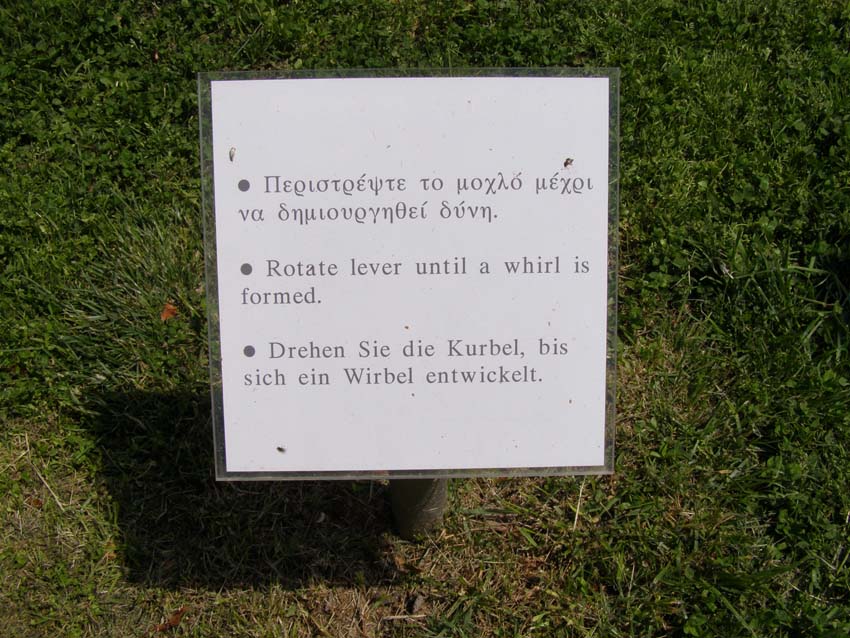 ● Περιστρέψτε το μοχλό μέχρι
να δημιουργηθεί δύνη.
● Rotate lever until a whirl is
formed.
● Drehen Sie die Kurbel, bis
sich ein Wirbel entwickelt.